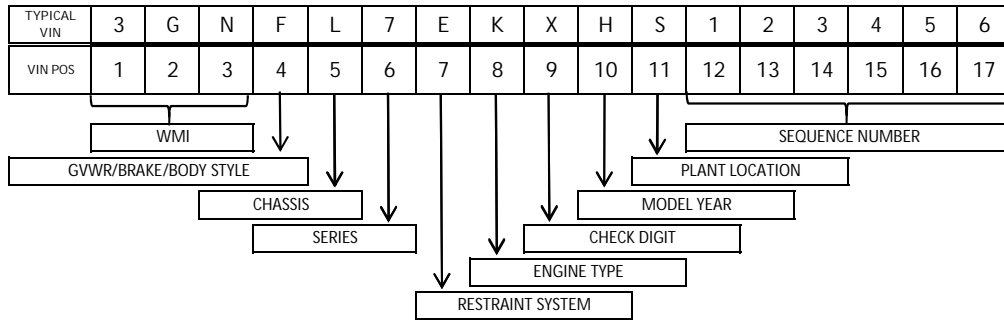 TYPICAL VIN 3 G N F L 7 E K X H S 1 2 3 4 5 6
VIN POS 1 2 3 4 5 6 7 8 9 10 11 12 13 14 15 16 17
WMI SEQUENCE NUMBER
GVWR/BRAKE/BODY STYLE PLANT LOCATION
CHASSIS MODEL YEAR
SERIES CHECK DIGIT
ENGINE TYPE
RESTRAINT SYSTEM